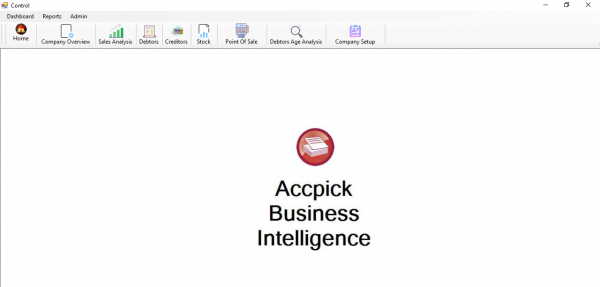 Control
Dashboard Reports Admin
Home Company Overview Sales Analysis Debtors Creditors Stock Point Of Sale Debtors Age Analysis Company Setup
Accpick
Business
Intelligence